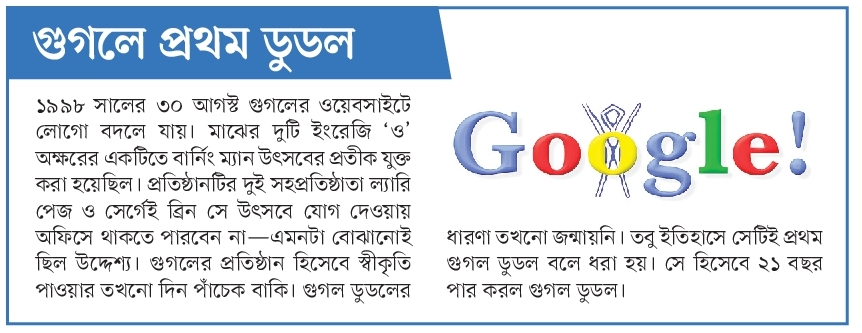 গুগলে প্রথম ডুডল
১৯৯৮ সালের ৩০ আগস্ট গুগলের ওয়েবসাইটে
লোগো বদলে যায়। মাঝের দুটি ইংরেজি ‘ও’
অক্ষরের একটিতে বার্নিং ম্যান উৎসবের প্রতীক যুক্ত
করা হয়েছিল। প্রতিষ্ঠানটির দুই সহপ্রতিষ্ঠাতা ল্যারি
পেজ ও সের্গেই ব্রিন সে উৎসবে যোগ দেওয়ায়
অফিসে থাকতে পারবেন না—এমনটা বোঝানোই
ছিল উদ্দেশ্য। গুগলের প্রতিষ্ঠান হিসেবে স্বীকৃতি
পাওয়ার তখনো দিন পাঁচেক বাকি। গুগল ডুডলের
Google!
ধারণা তখনো জন্মায়নি। তবু ইতিহাসে সেটিই প্রথম
গুগল ডুডল বলে ধরা হয়। সে হিসেবে ২১ বছর
পার করল গুগল ডুডল।